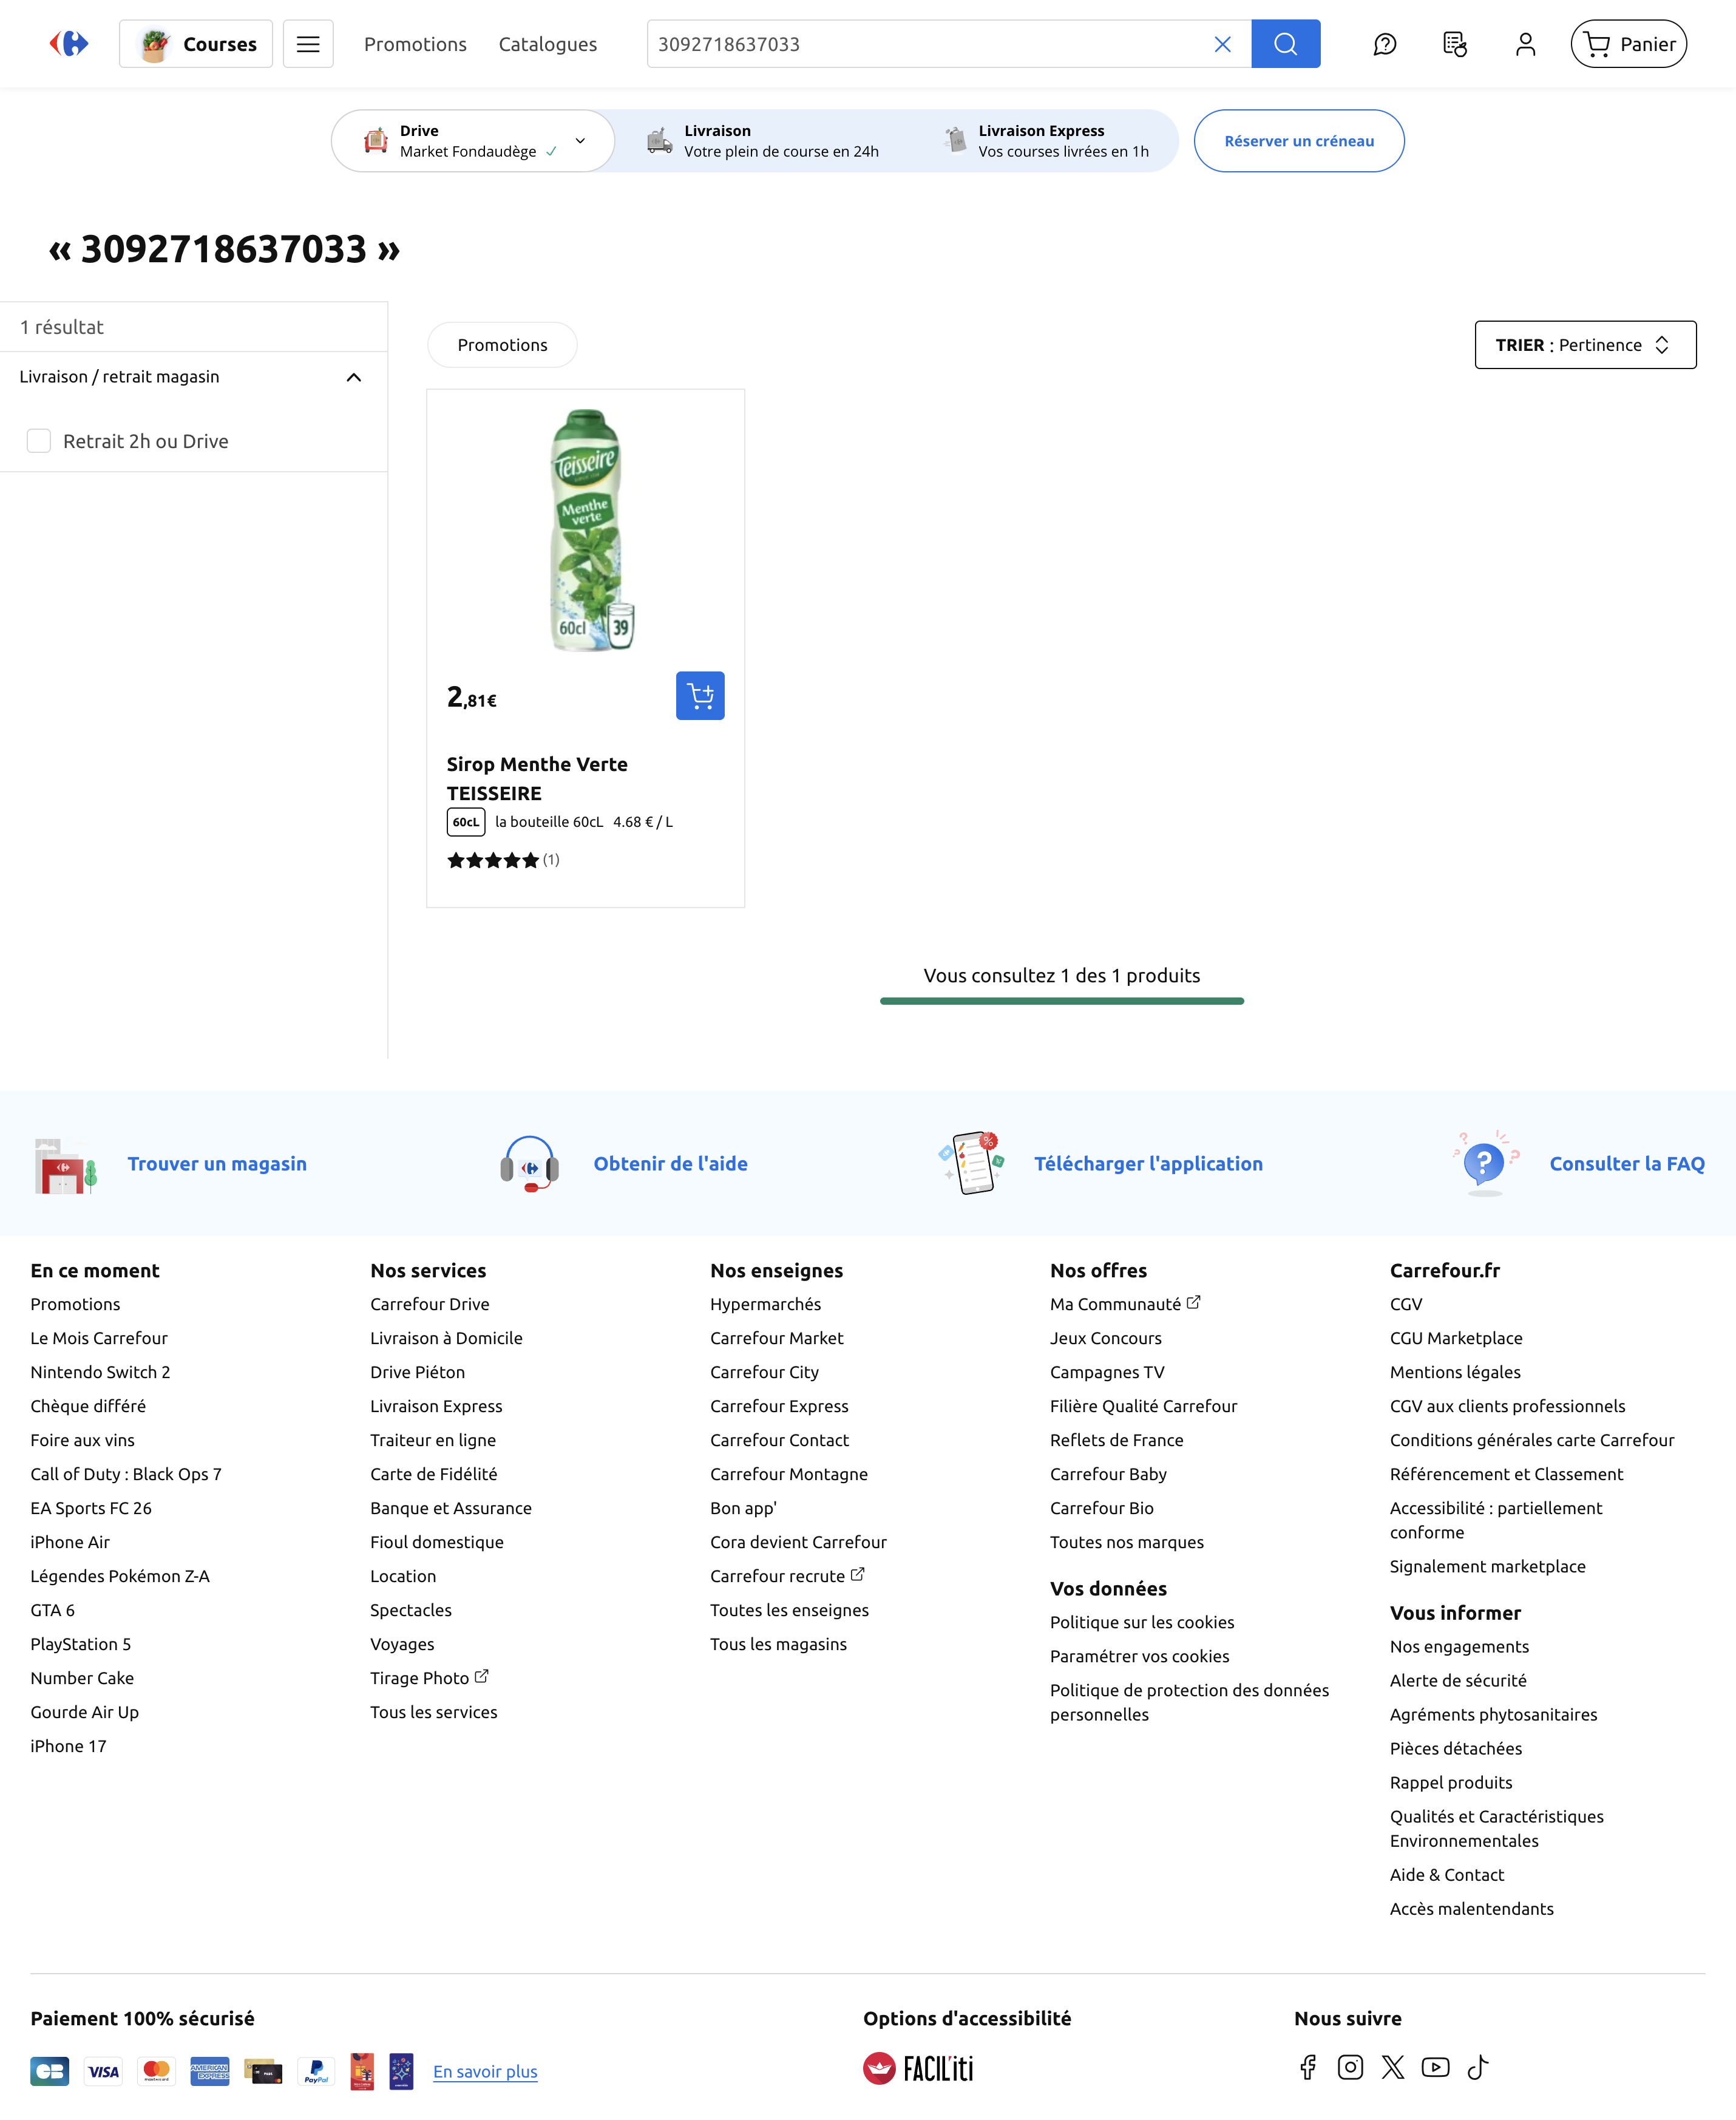 Courses
Promotions
Catalogues
3092718637033
Panier
Drive
Market Fondaudège
Livraison
Votre plein de course en 24h
Livraison Express
Vos courses livrées en 1h
Réserver un créneau
« 3092718637033 »
1 résultat
Livraison / retrait magasin
Retrait 2h ou Drive
Promotions
TRIER : Pertinence
Teisseire
Menthe
verte
60cl
39
2,81€
Sirop Menthe Verte
TEISSEIRE
60cL la bouteille 60cL 4.68 € / L
(1)
Vous consultez 1 des 1 produits
Trouver un magasin
Obtenir de l'aide
Télécharger l'application
Consulter la FAQ
En ce moment
Promotions
Le Mois Carrefour
Nintendo Switch 2
Chèque différé
Foire aux vins
Call of Duty : Black Ops 7
EA Sports FC 26
iPhone Air
Légendes Pokémon Z-A
GTA 6
PlayStation 5
Number Cake
Gourde Air Up
iPhone 17
Nos services
Carrefour Drive
Livraison à Domicile
Drive Piéton
Livraison Express
Traiteur en ligne
Carte de Fidélité
Banque et Assurance
Fioul domestique
Location
Spectacles
Voyages
Tirage Photo
Tous les services
Nos enseignes
Hypermarchés
Carrefour Market
Carrefour City
Carrefour Express
Carrefour Contact
Carrefour Montagne
Bon app'
Cora devient Carrefour
Carrefour recrute
Toutes les enseignes
Tous les magasins
Nos offres
Ma Communauté
Jeux Concours
Campagnes TV
Filière Qualité Carrefour
Reflets de France
Carrefour Baby
Carrefour Bio
Toutes nos marques
Vos données
Politique sur les cookies
Paramétrer vos cookies
Politique de protection des données
personnelles
Carrefour.fr
CGV
CGU Marketplace
Mentions légales
CGV aux clients professionnels
Conditions générales carte Carrefour
Référencement et Classement
Accessibilité : partiellement
conforme
Signalement marketplace
Vous informer
Nos engagements
Alerte de sécurité
Agréments phytosanitaires
Pièces détachées
Rappel produits
Qualités et Caractéristiques
Environnementales
Aide & Contact
Accès malentendants
Paiement 100% sécurisé
CB
VISA
mastercard
AMERICAN
EXPRESS
PayPal
En savoir plus
Options d'accessibilité
FACIL'iti
Nous suivre